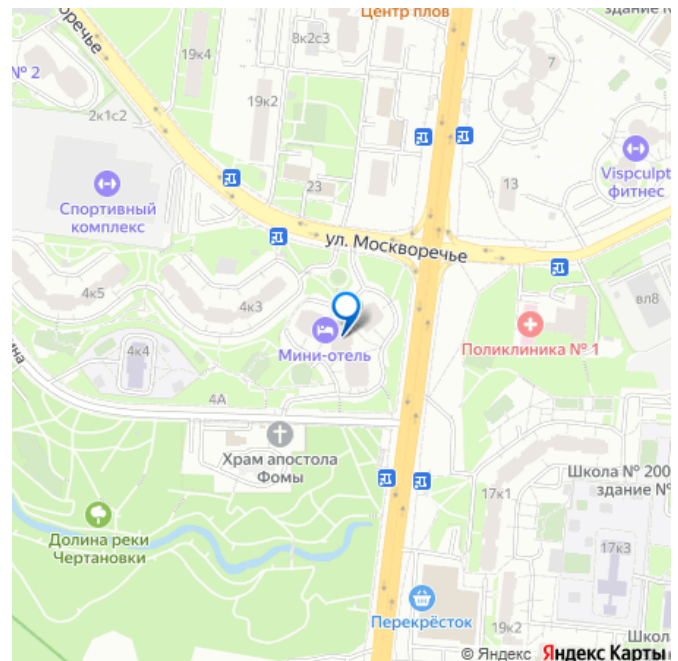 Центр плов
здание №
8к2с3
19к4
7
№ 2
19к2
2к1с2
23
13
Vispculpt
фитнес
Спортивный
комплекс
ул. Москворечье
4к5
4к3
вл8
Мини-отель
Поликлиника № 1
4к4
4А
Храм апостола
Фомы
Школа № 200
здание №
17к1
Долина реки
Чертановки
17к3
Перекрёсток
19к2
Школа
© Яндекс Яндекс Карты